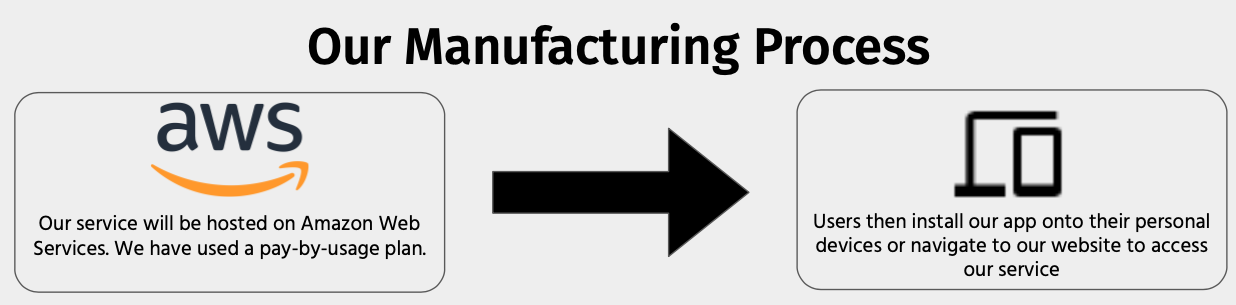 Our Manufacturing Process
aws
Our service will be hosted on Amazon Web
Services. We have used a pay-by-usage plan.
Users then install our app onto their personal
devices or navigate to our website to access
our service